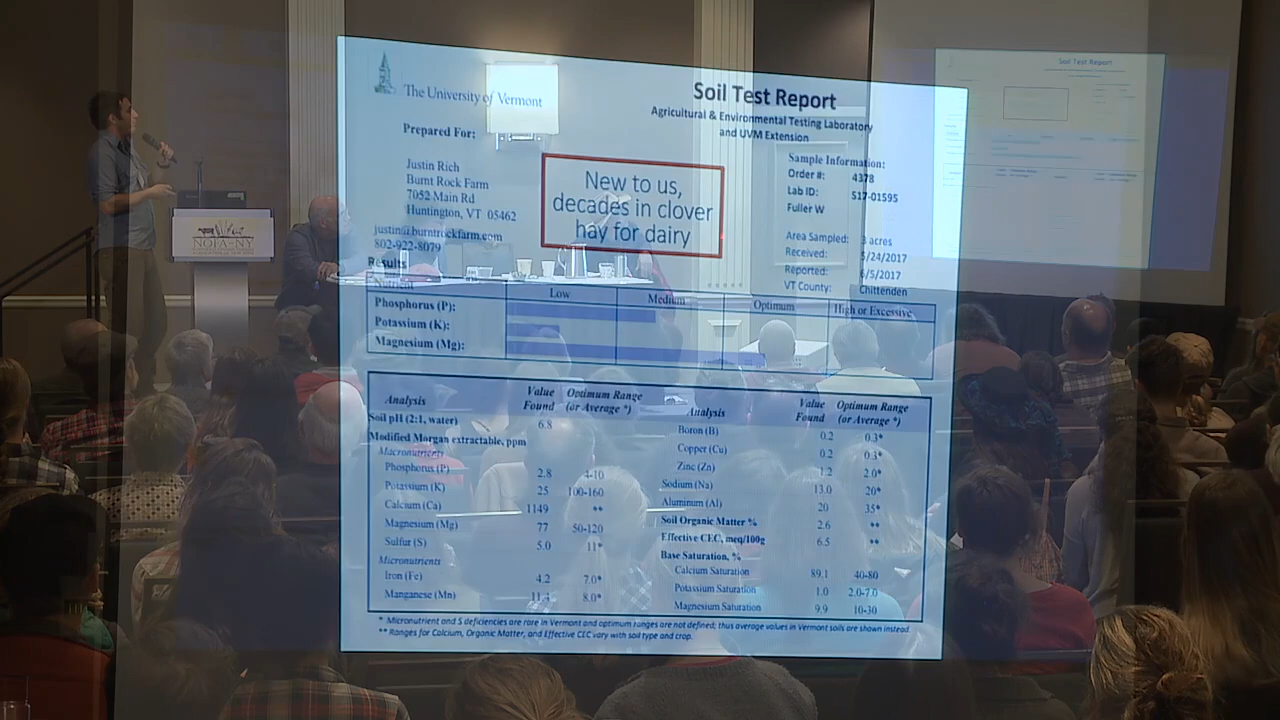 The University of Vermont
Soil Test Report
Agricultural & Environmental Testing Laboratory
and UVM Extension
Prepared For:
Justin Rich
Burnt Rock Farm
7052 Main Rd
Huntington, VT 05462
justin@burntrockfarm.com
802-922-8079
New to us,
decades in clover
hay for dairy
Sample Information:
Order #: 4378
Lab ID: S17-01595
Fuller W
Area Sampled: 3 acres
Received: 5/24/2017
Reported: 6/5/2017
VT County: Chittenden
NOFA-NY
Results
Nutrient Low Medium Optimum High or Excessive
Phosphorus (P):
Potassium (K):
Magnesium (Mg):
Analysis Value Found Optimum Range (or Average *)
Soil pH (2:1, water) 6.8
Modified Morgan extractable, ppm
Macronutrients
Phosphorus (P) 2.8 4-10
Potassium (K) 25 100-160
Calcium (Ca) 1149 **
Magnesium (Mg) 77 50-120
Sulfur (S) 5.0 11*
Micronutrients
Iron (Fe) 4.2 7.0*
Manganese (Mn) 11.4 8.0*
Analysis Value Found Optimum Range (or Average *)
Boron (B) 0.2 0.3*
Copper (Cu) 0.2 0.3*
Zinc (Zn) 1.2 2.0*
Sodium (Na) 13.0 20*
Aluminum (Al) 20 35*
Soil Organic Matter % 2.6 **
Effective CEC, meq/100g 6.5 **
Base Saturation, %
Calcium Saturation 89.1 40-80
Potassium Saturation 1.0 2.0-7.0
Magnesium Saturation 9.9 10-30
* Micronutrient and S deficiencies are rare in Vermont and optimum ranges are not defined; thus average values in Vermont soils are shown instead.
** Ranges for Calcium, Organic Matter, and Effective CEC vary with soil type and crop.
Soil Test Report